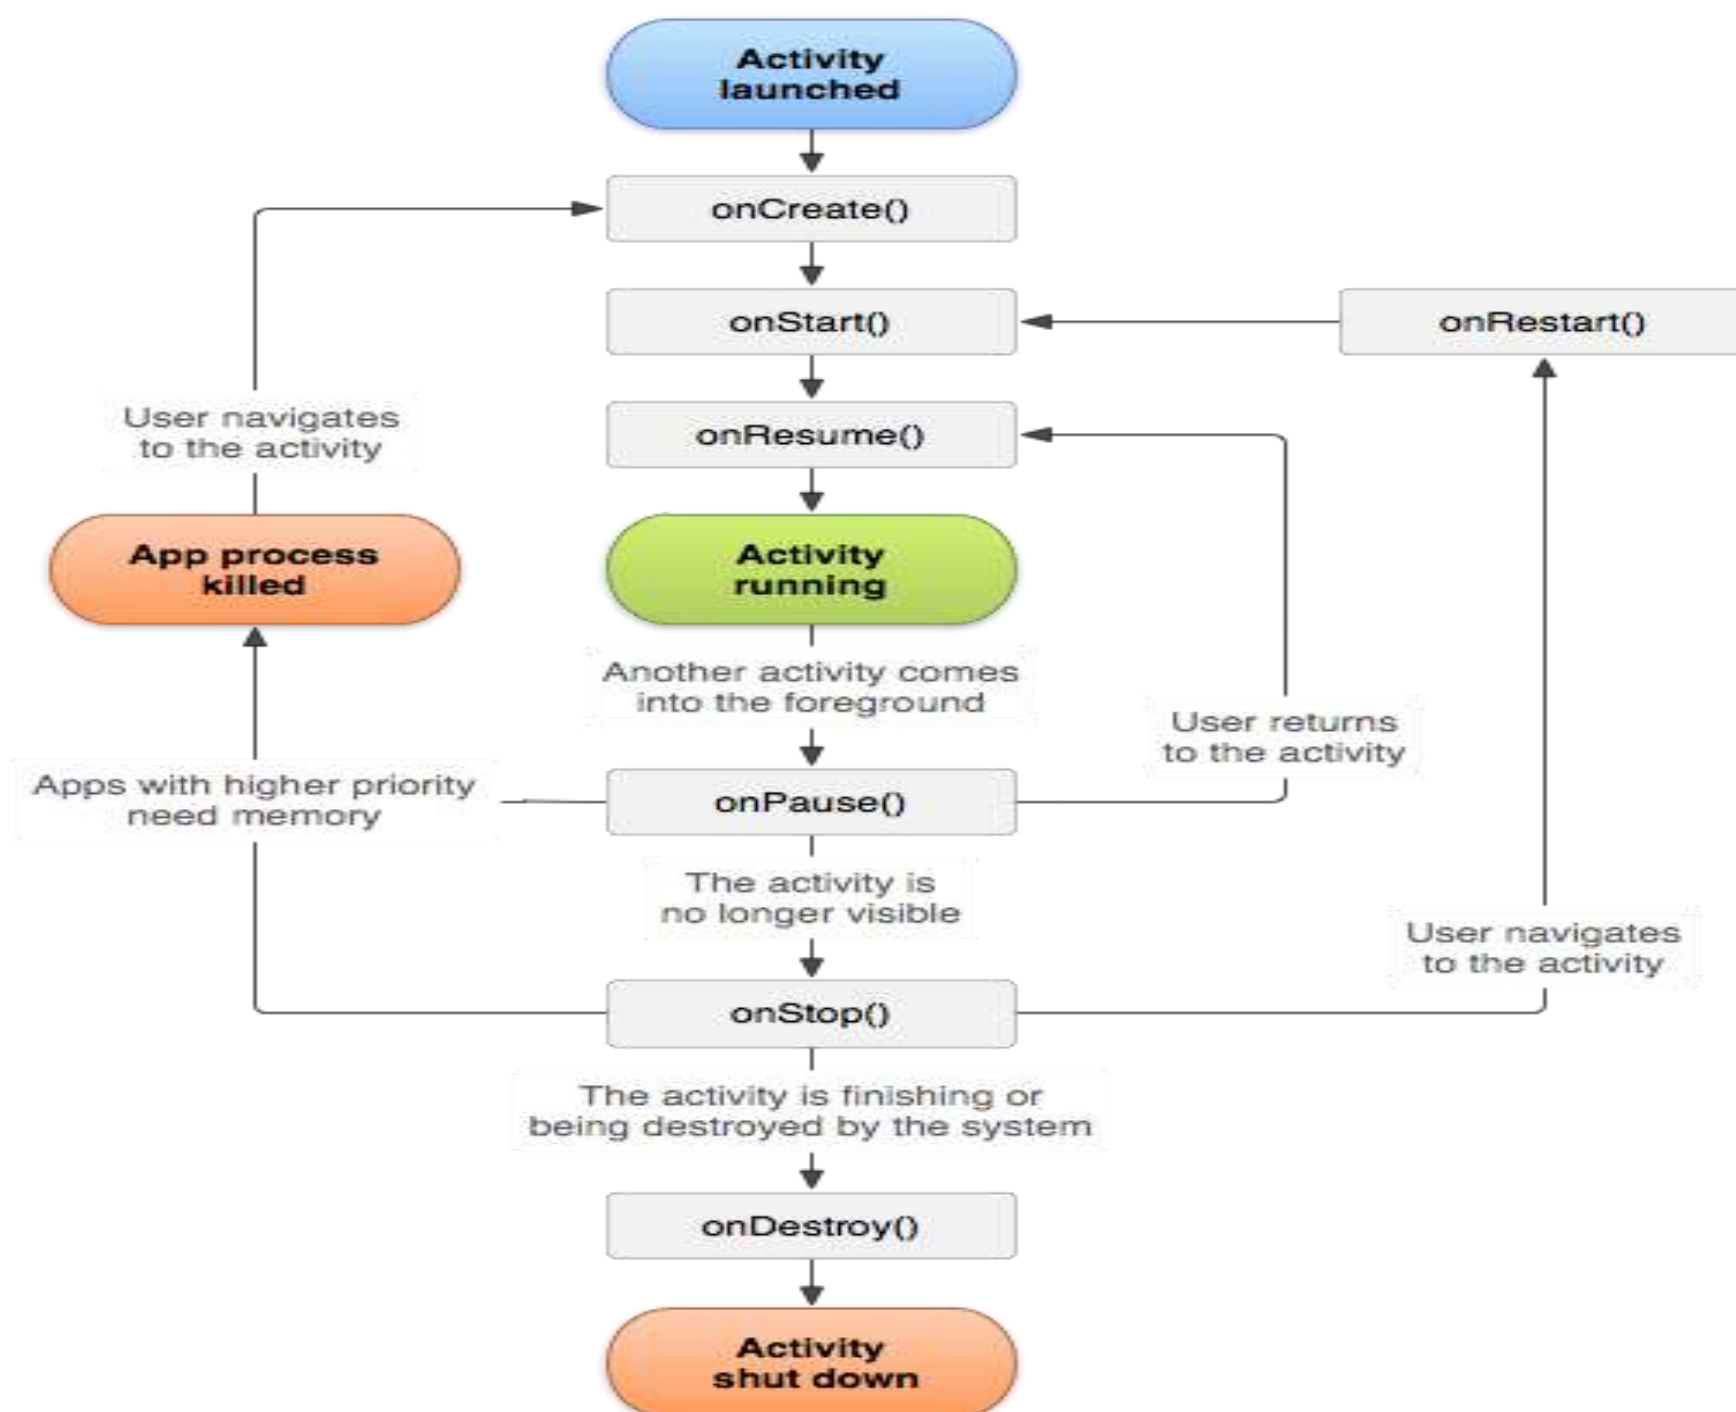 Activity
launched
onCreate()
onStart()
onRestart()
User navigates
to the activity
onResume()
App process
killed
Activity
running
Another activity comes
into the foreground
User returns
to the activity
Apps with higher priority
need memory
onPause()
The activity is
no longer visible
User navigates
to the activity
onStop()
The activity is finishing or
being destroyed by the system
onDestroy()
Activity
shut down